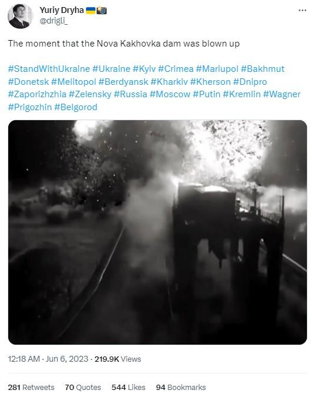 Yuriy Dryha
@drigli_
The moment that the Nova Kakhovka dam was blown up
#StandWithUkraine #Ukraine #Kyiv #Crimea #Mariupol #Bakhmut
#Donetsk #Melitopol #Berdyansk #Kharkiv #Kherson #Dnipro
#Zaporizhzhia #Zelensky #Russia #Moscow #Putin #Kremlin #Wagner
#Prigozhin #Belgorod
12:18 AM · Jun 6, 2023 · 219.9K Views
281 Retweets 70 Quotes 544 Likes 94 Bookmarks